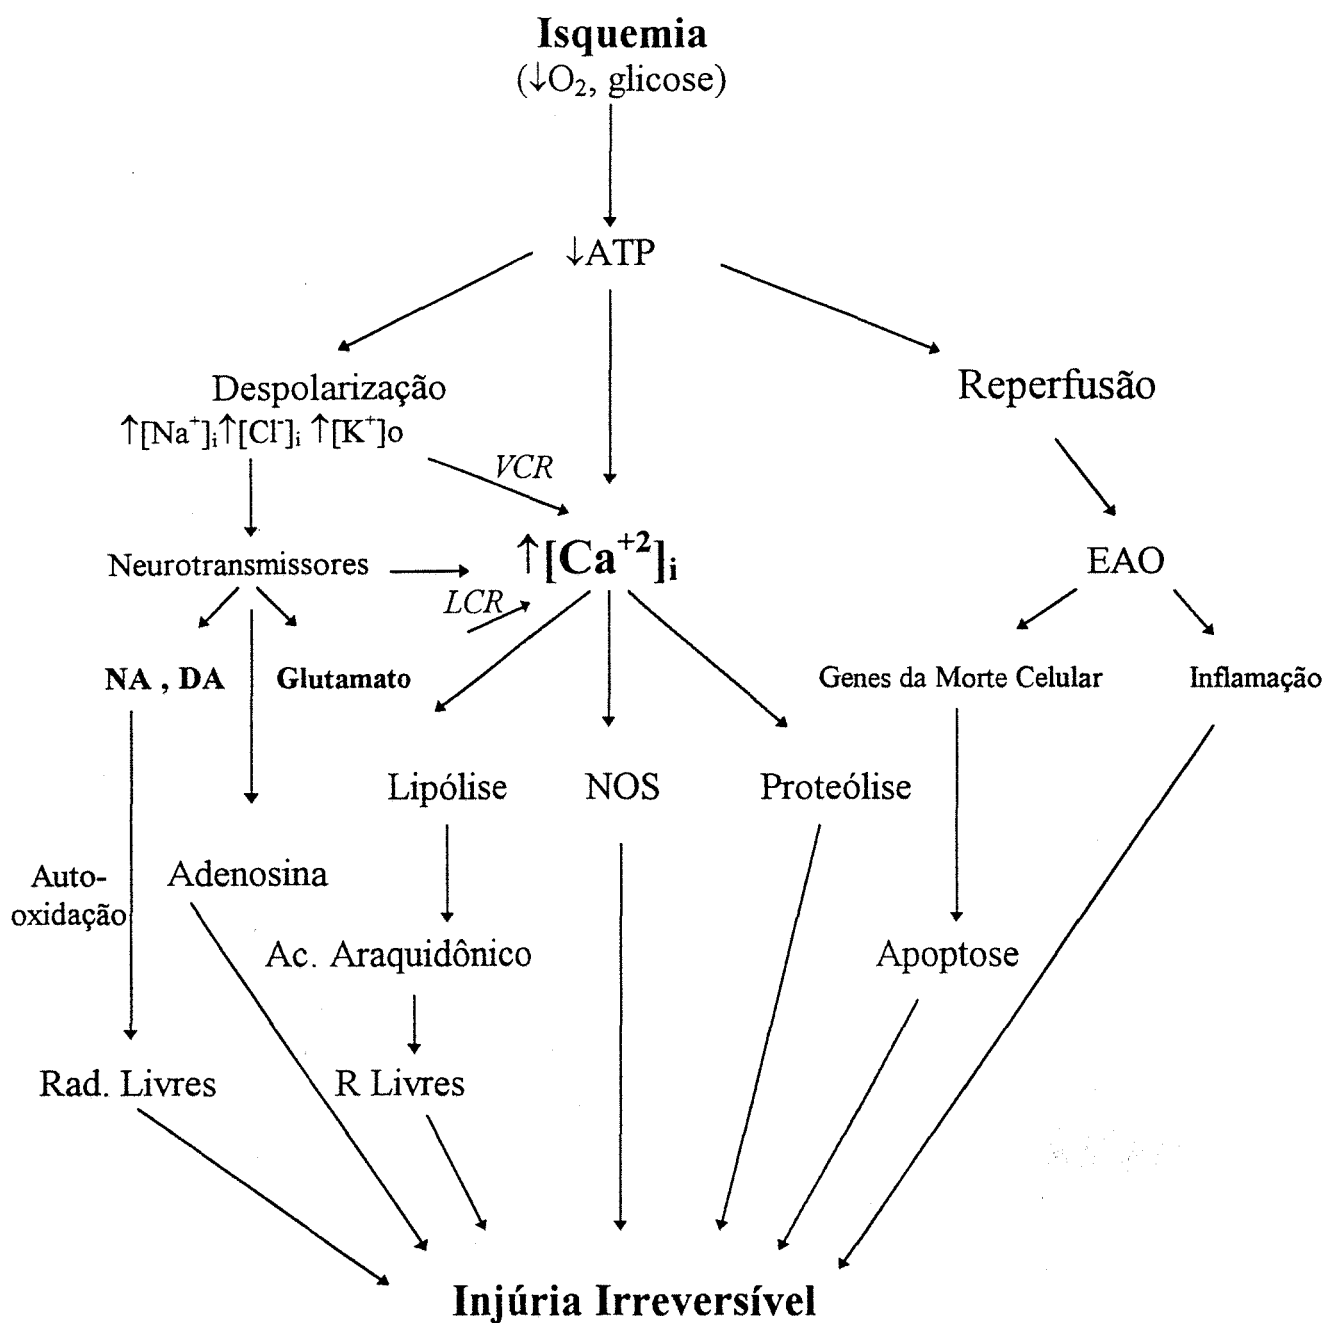 Isquemia
(↓O₂, glicose)
↓ATP
Despolarização
↑[Na⁺]ᵢ↑[Cl⁻]ᵢ ↑[K⁺]o
Reperfusão
VCR
Neurotransmissores
↑[Ca⁺²]ᵢ
EAO
LCR
NA , DA
Glutamato
Genes da Morte Celular
Inflamação
Lipólise
NOS
Proteólise
Auto-
oxidação
Adenosina
Ac. Araquidônico
Apoptose
Rad. Livres
R Livres
Injúria Irreversível